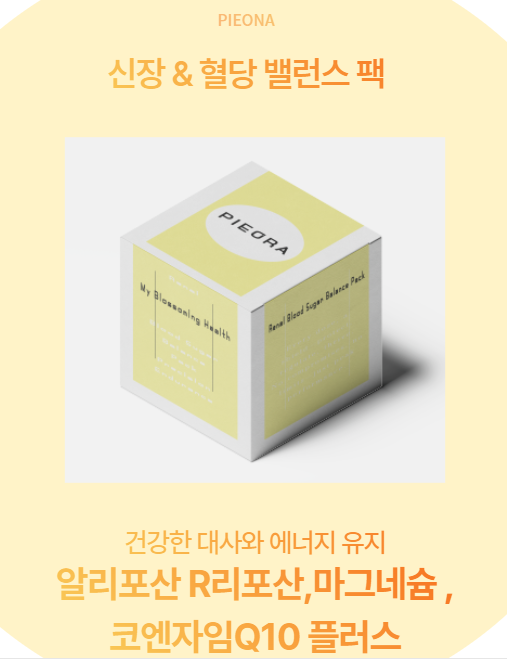 PIEONA
신장 & 혈당 밸런스 팩
PIEORA
My Blossoming Health
Renal Blood Sugar Balance Pack
건강한 대사와 에너지 유지
알리포산 R리포산,마그네슘 ,
코엔자임Q10 플러스